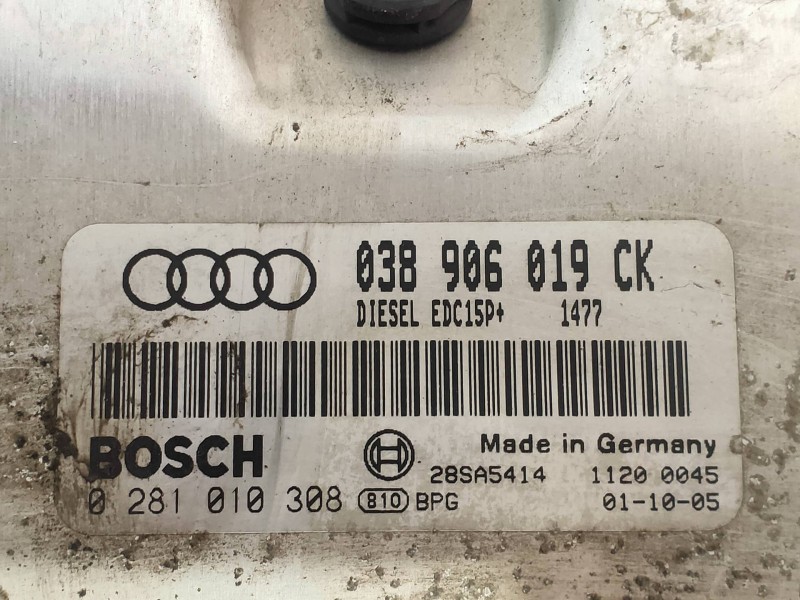 038 906 019 CK
DIESEL EDC15P+ 1477
BOSCH Made in Germany
28SA5414 1120 0045
0 281 010 308 810 BPG 01-10-05